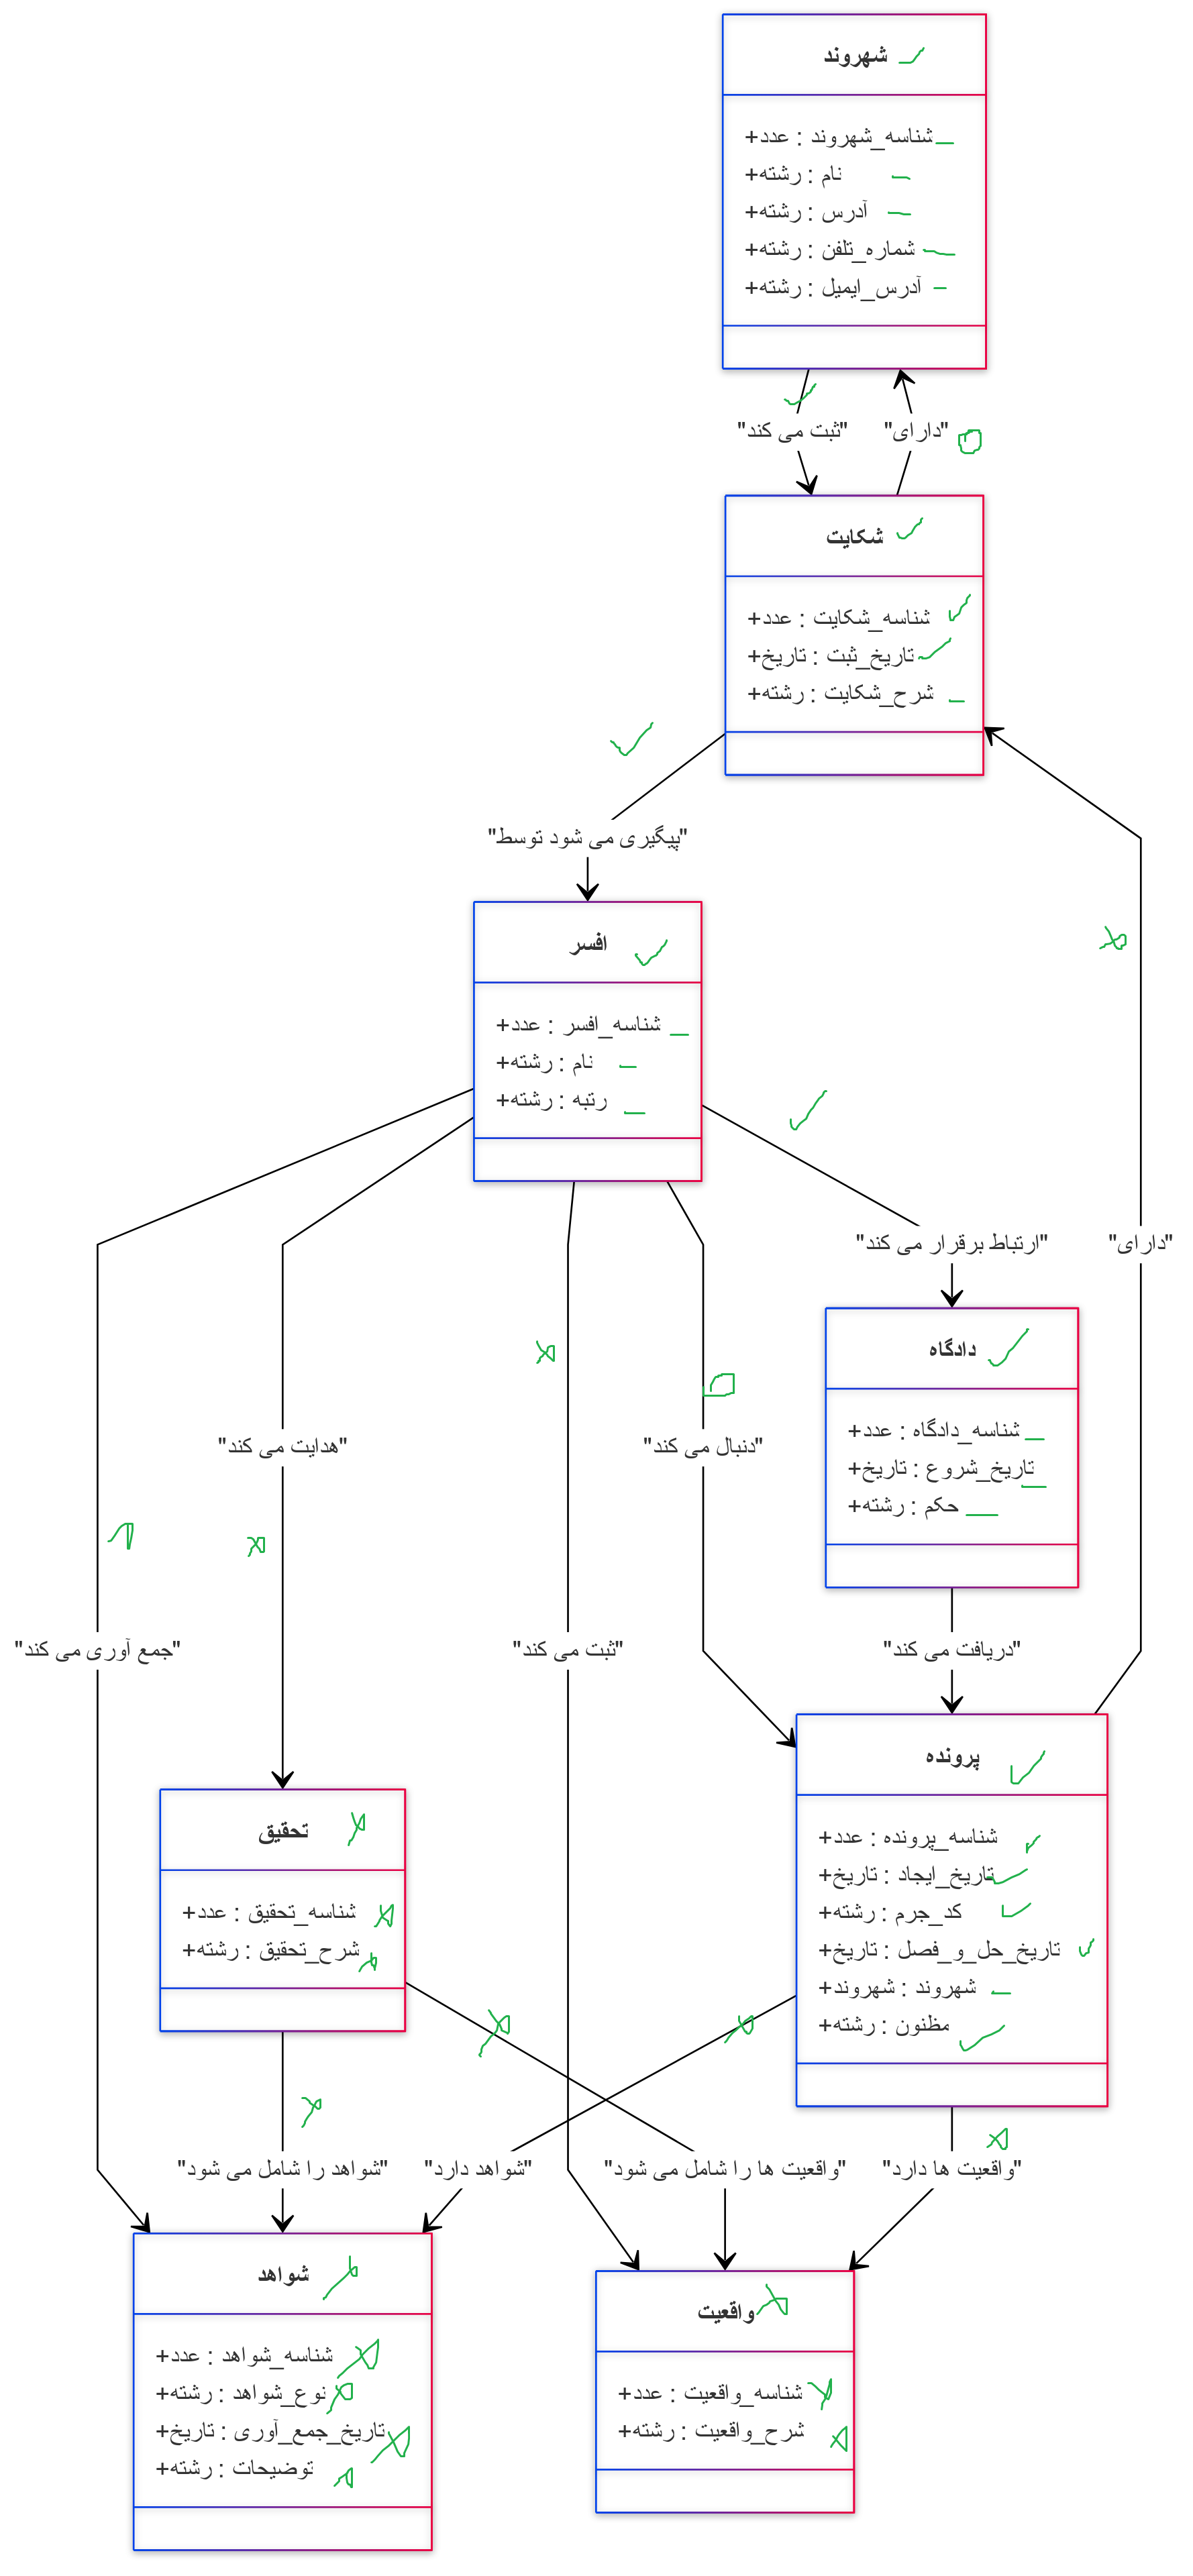 شهروند
+شناسه_شهروند : عدد
+نام : رشته
+آدرس : رشته
+شماره_تلفن : رشته
+آدرس_ایمیل : رشته
"ثبت می کند"
"دارای"
شکایت
+شناسه_شکایت : عدد
+تاریخ_ثبت : تاریخ
+شرح_شکایت : رشته
"پیگیری می شود توسط"
افسر
+شناسه_افسر : عدد
+نام : رشته
+رتبه : رشته
"ارتباط برقرار می کند"
"دارای"
دادگاه
+شناسه_دادگاه : عدد
+تاریخ_شروع : تاریخ
+حکم : رشته
"هدایت می کند"
"دنبال می کند"
"جمع آوری می کند"
"ثبت می کند"
"دریافت می کند"
پرونده
+شناسه_پرونده : عدد
+تاریخ_ایجاد : تاریخ
+کد_جرم : رشته
+تاریخ_حل_و_فصل : تاریخ
+شهروند : شهروند
+مظنون : رشته
تحقیق
+شناسه_تحقیق : عدد
+شرح_تحقیق : رشته
"شواهد را شامل می شود"
"شواهد دارد"
"واقعیت ها را شامل می شود"
"واقعیت ها دارد"
شواهد
+شناسه_شواهد : عدد
+نوع_شواهد : رشته
+تاریخ_جمع_آوری : تاریخ
+توضیحات : رشته
واقعیت
+شناسه_واقعیت : عدد
+شرح_واقعیت : رشته